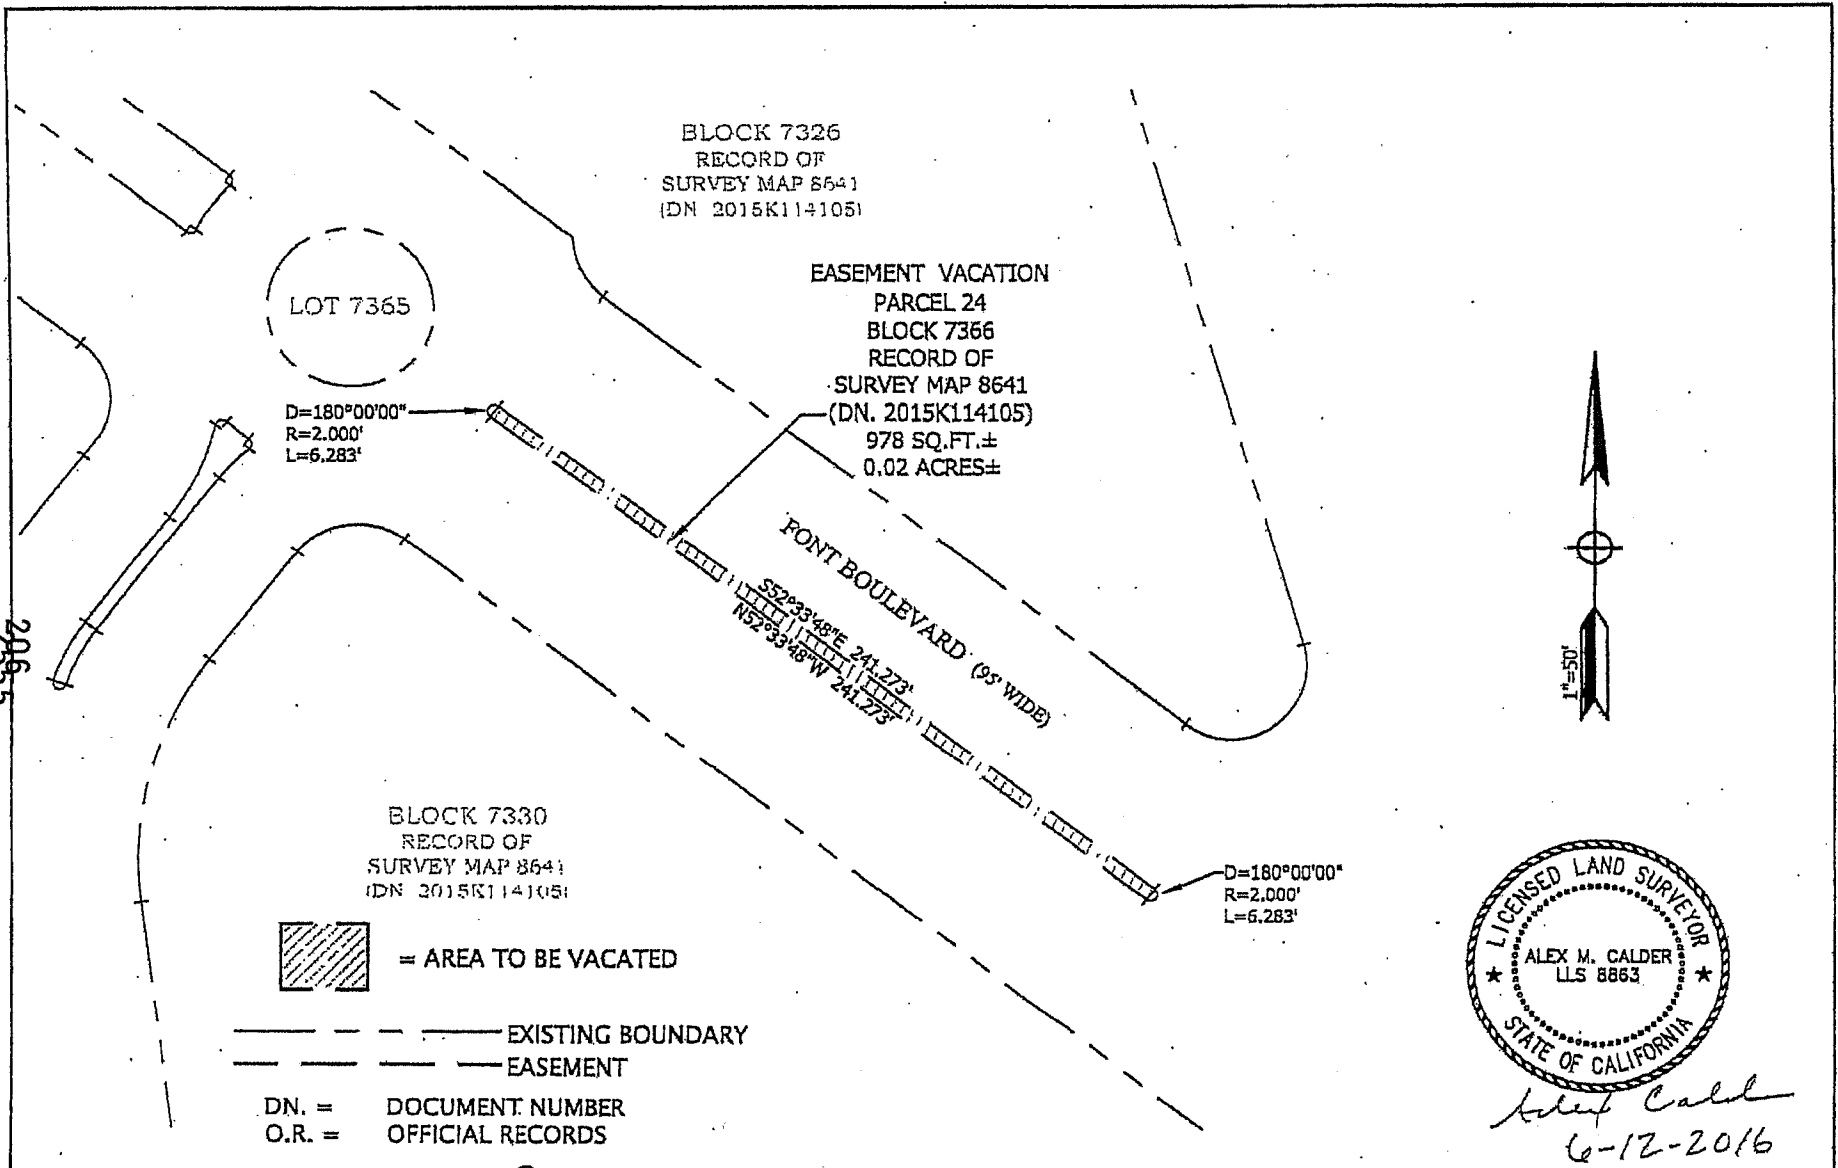 BLOCK 7326
RECORD OF
SURVEY MAP 8641
(DN 2015K114105)
EASEMENT VACATION
PARCEL 24
BLOCK 7366
RECORD OF
SURVEY MAP 8641
(DN. 2015K114105)
978 SQ.FT.±
0.02 ACRES±
LOT 7365
D=180°00'00"
R=2.000'
L=6.283'
FONT BOULEVARD (95' WIDE)
S52°33'48"E 241.273'
N52°33'48"W 241.273'
1"=50'
BLOCK 7330
RECORD OF
SURVEY MAP 8641
(DN 2015K114105)
D=180°00'00"
R=2.000'
L=6.283'
= AREA TO BE VACATED
EXISTING BOUNDARY
EASEMENT
DN. = DOCUMENT NUMBER
O.R. = OFFICIAL RECORDS
LICENSED LAND SURVEYOR
ALEX M. CALDER
LLS 8863
STATE OF CALIFORNIA
Alex Cald
6-12-2016